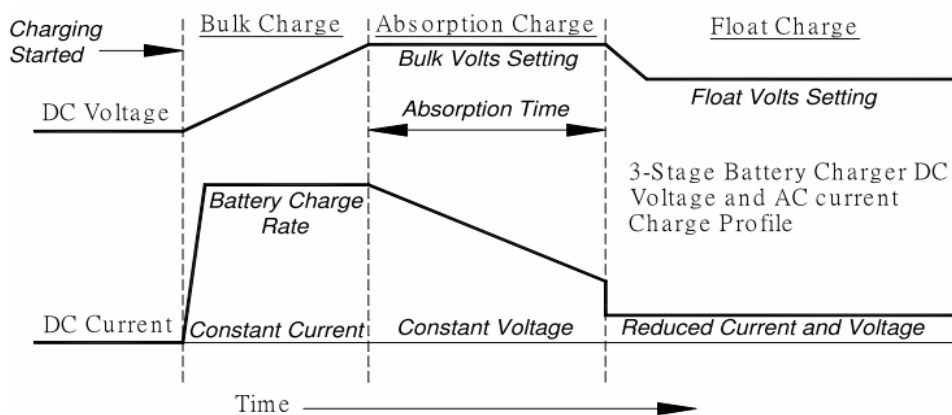 Charging
Started
Bulk Charge
Absorption Charge
Float Charge
Bulk Volts Setting
DC Voltage
Float Volts Setting
Absorption Time
3-Stage Battery Charger DC
Voltage and AC current
Charge Profile
Battery Charge
Rate
DC Current
Constant Current
Constant Voltage
Reduced Current and Voltage
Time